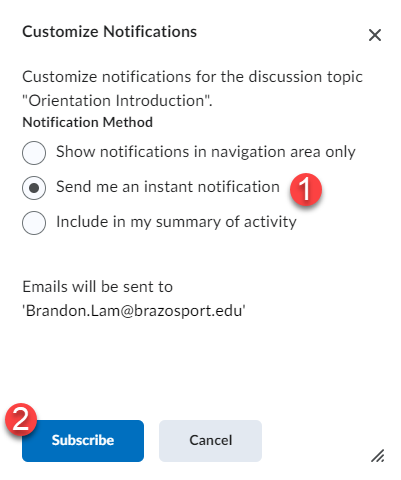 Customize Notifications
Customize notifications for the discussion topic
"Orientation Introduction".
Notification Method
Show notifications in navigation area only
Send me an instant notification 1
Include in my summary of activity
Emails will be sent to
'Brandon.Lam@brazosport.edu'
2
Subscribe Cancel